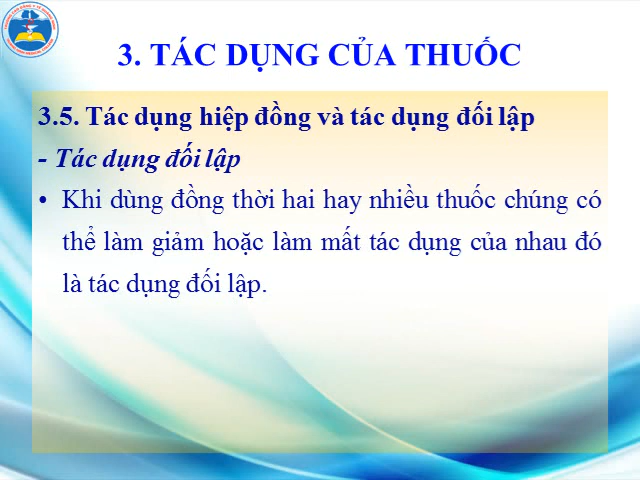 3. TÁC DỤNG CỦA THUỐC
3.5. Tác dụng hiệp đồng và tác dụng đối lập
- Tác dụng đối lập
• Khi dùng đồng thời hai hay nhiều thuốc chúng có
thể làm giảm hoặc làm mất tác dụng của nhau đó
là tác dụng đối lập.